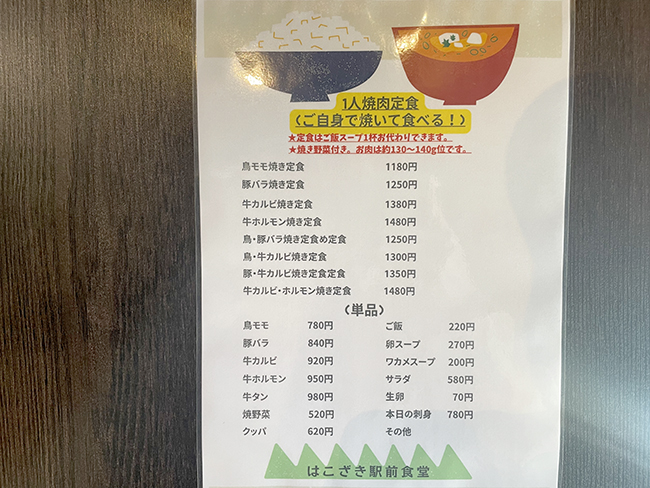 1人焼肉定食
(ご自身で焼いて食べる！)
★定食はご飯スープ1杯お代わりできます。
★焼き野菜付き。お肉は約130～140g位です。
鳥モモ焼き定食 1180円
豚バラ焼き定食 1250円
牛カルビ焼き定食 1380円
牛ホルモン焼き定食 1480円
鳥・豚バラ焼き定食め定食 1250円
鳥・牛カルビ焼き定食 1300円
豚・牛カルビ焼き定食定食 1350円
牛カルビ・ホルモン焼き定食 1480円
(単品)
鳥モモ 780円 ご飯 220円
豚バラ 840円 卵スープ 270円
牛カルビ 920円 ワカメスープ 200円
牛ホルモン 950円 サラダ 580円
牛タン 980円 生卵 70円
焼野菜 520円 本日の刺身 780円
クッパ 620円 その他
はこざき駅前食堂